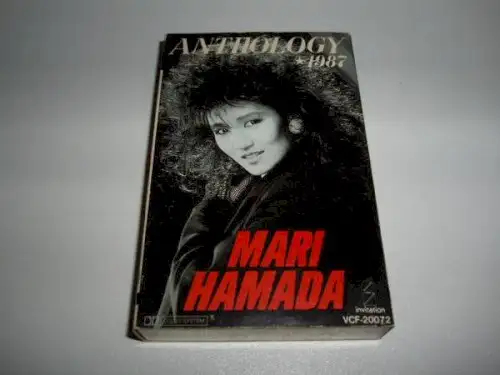 ANTHOLOGY
★1987
MARI
HAMADA
invitation
VCF-20072